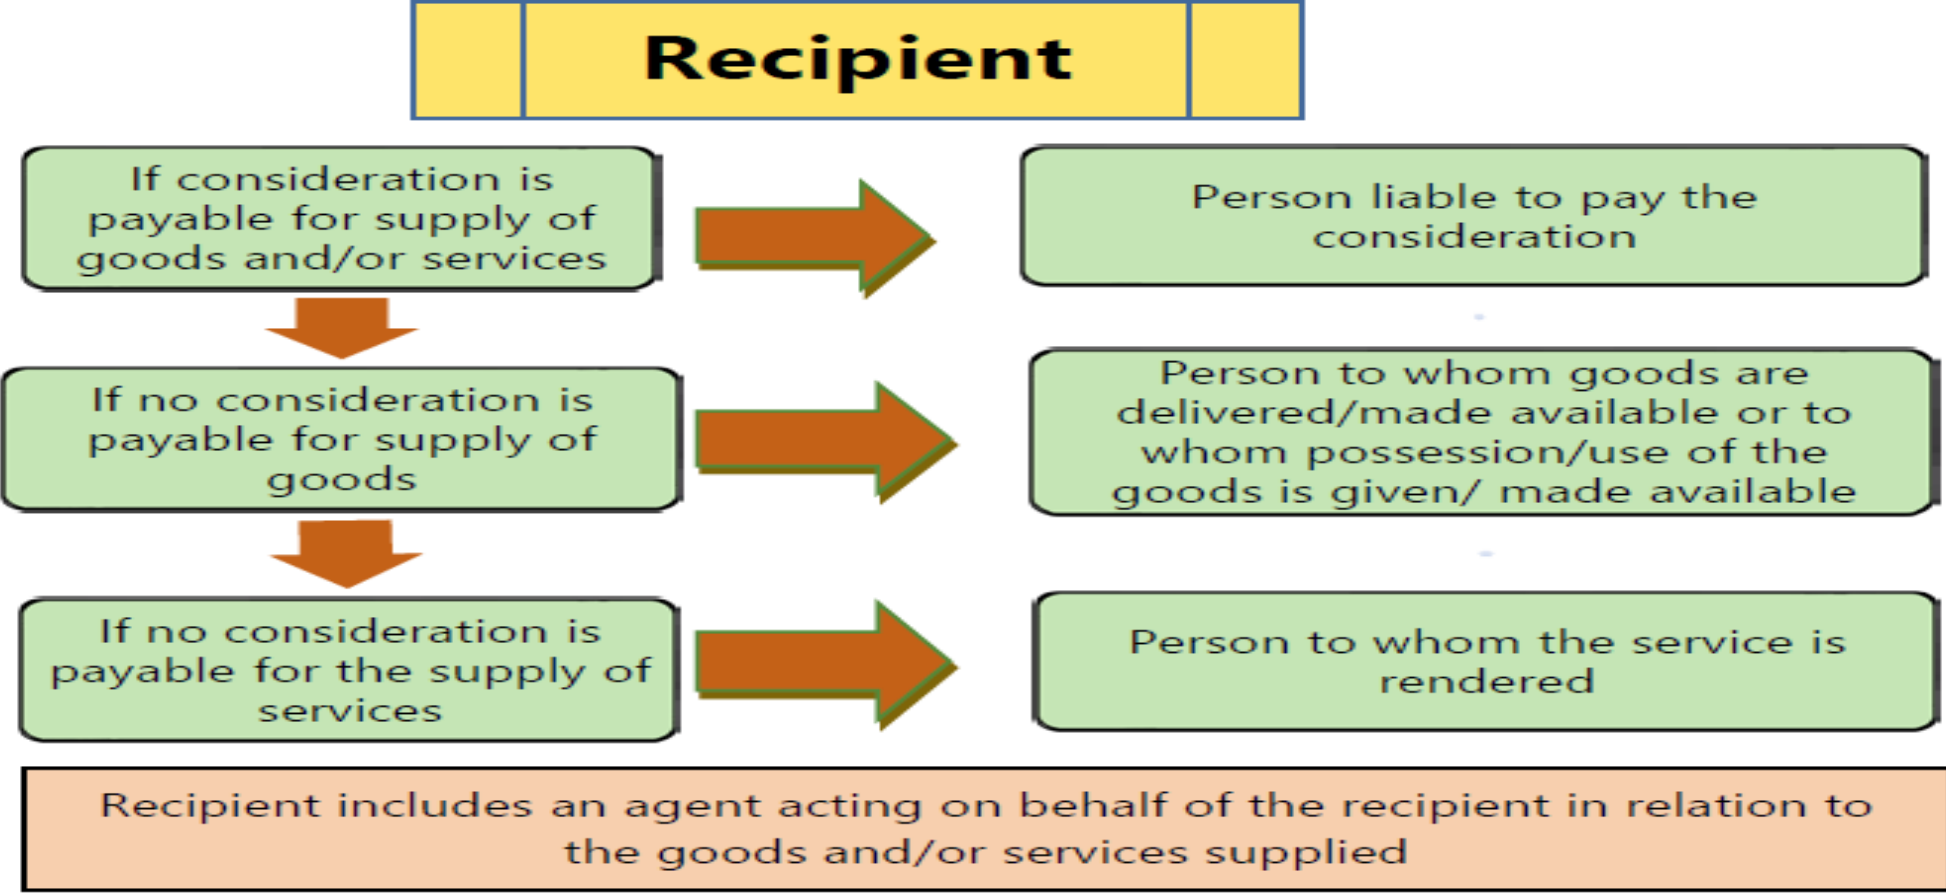 Recipient
If consideration is
payable for supply of
goods and/or services
Person liable to pay the
consideration
If no consideration is
payable for supply of
goods
Person to whom goods are
delivered/made available or to
whom possession/use of the
goods is given/ made available
If no consideration is
payable for the supply of
services
Person to whom the service is
rendered
Recipient includes an agent acting on behalf of the recipient in relation to
the goods and/or services supplied